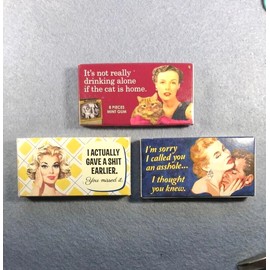 It's not really
drinking alone
if the cat is home.
8 PIECES
MINT GUM
I ACTUALLY
GAVE A SHIT
EARLIER.
You missed it.
I'm sorry
I called you
an asshole...
I thought
you knew.